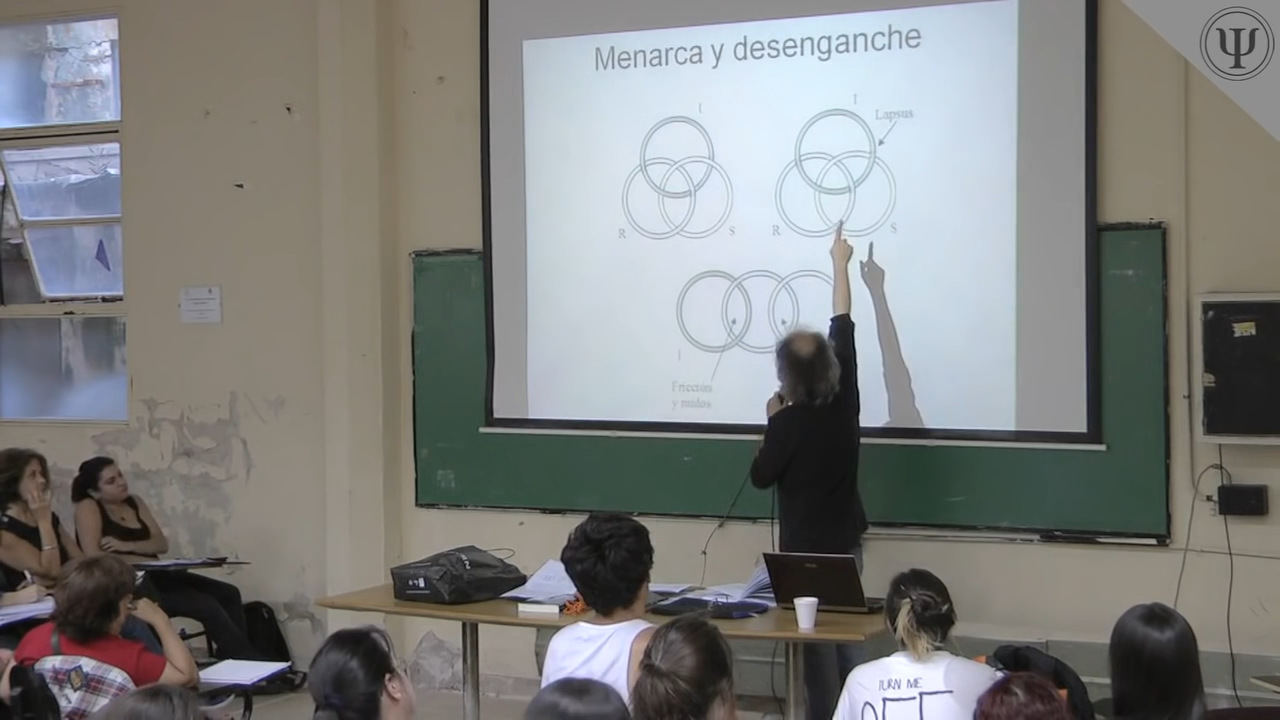 Menarca y desenganche
I
I
Lapsus
R
S
R
S
I
Fricción
y ruidos
TURN ME